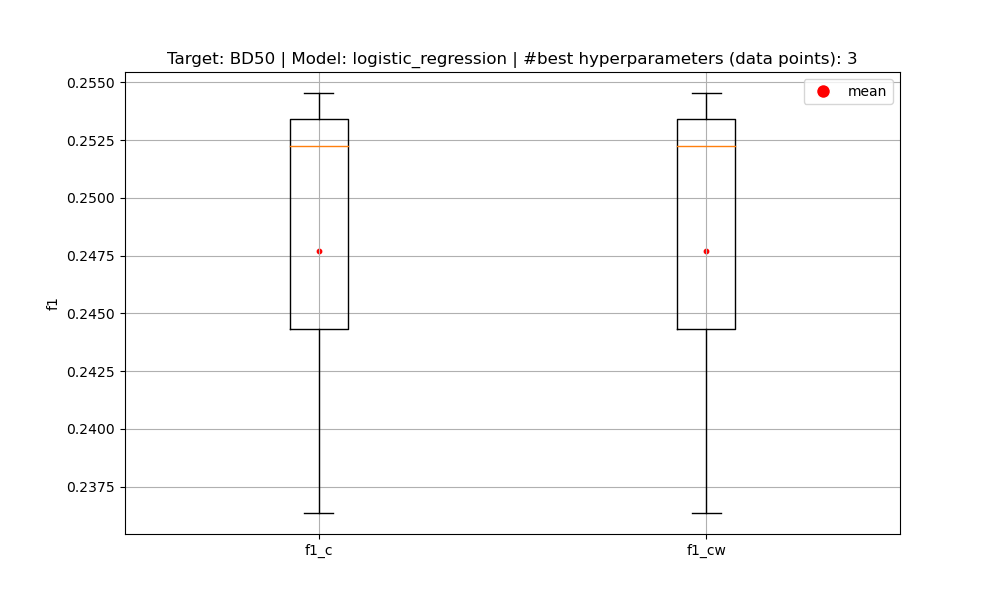 Target: BD50 | Model: logistic_regression | #best hyperparameters (data points): 3
mean
f1
0.2550
0.2525
0.2500
0.2475
0.2450
0.2425
0.2400
0.2375
f1_c
f1_cw